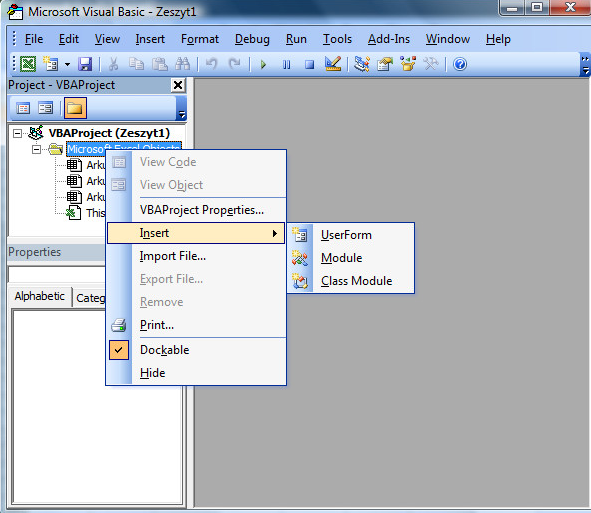 Microsoft Visual Basic - Zeszyt1
File Edit View Insert Format Debug Run Tools Add-Ins Window Help
Project - VBAProject
VBAProject (Zeszyt1)
Microsoft Excel Objects
Arku
Arku
Arku
This
Properties
Alphabetic Categ
View Code
View Object
VBAProject Properties...
Insert
Import File...
Export File...
Remove
Print...
Dockable
Hide
UserForm
Module
Class Module